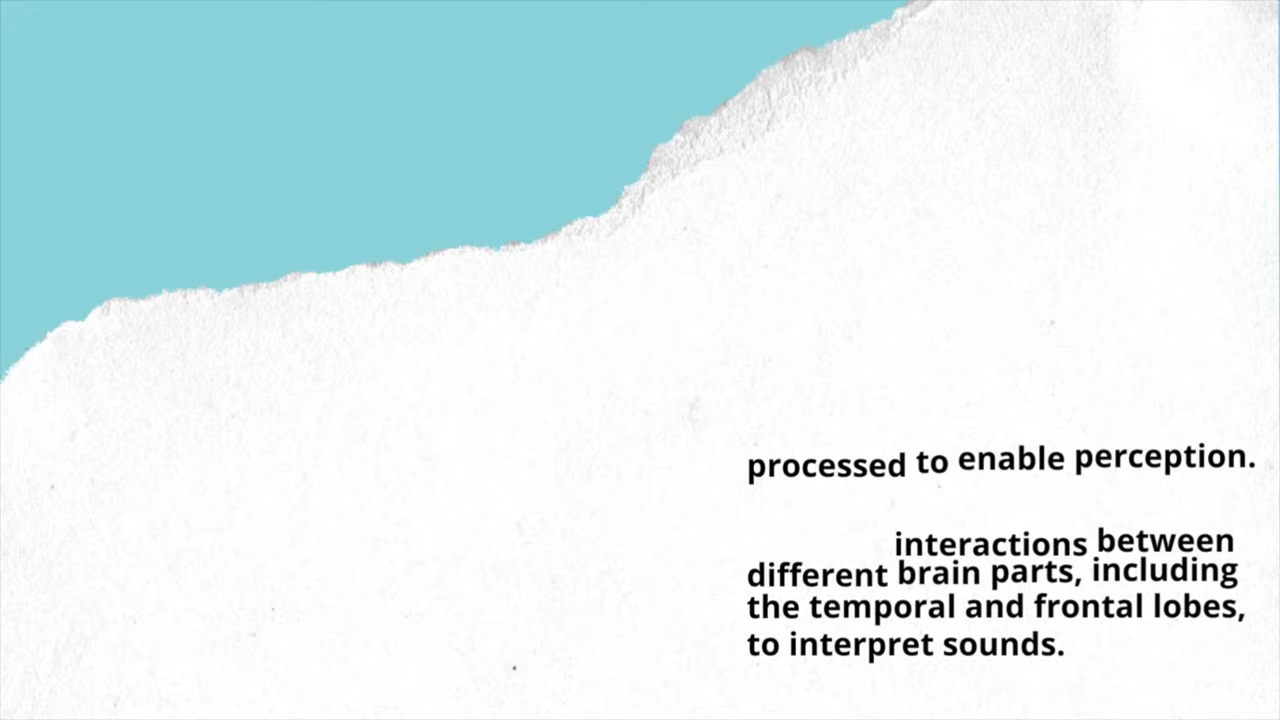 processed to enable perception.
interactions between
different brain parts, including
the temporal and frontal lobes,
to interpret sounds.